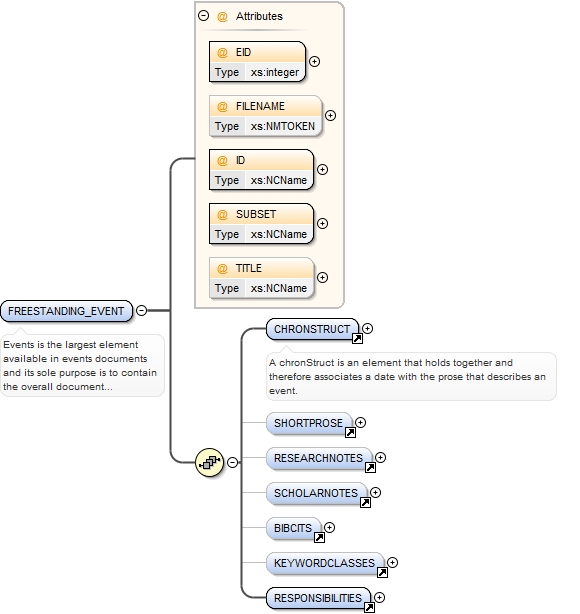 @ Attributes
@ EID
Type xs:integer
@ FILENAME
Type xs:NMTOKEN
@ ID
Type xs:NCName
@ SUBSET
Type xs:NCName
@ TITLE
Type xs:NCName
FREESTANDING_EVENT
Events is the largest element
available in events documents
and its sole purpose is to contain
the overall document...
CHRONSTRUCT
A chronStruct is an element that holds together and
therefore associates a date with the prose that describes an
event.
SHORTPROSE
RESEARCHNOTES
SCHOLARNOTES
BIBCITS
KEYWORDCLASSES
RESPONSIBILITIES